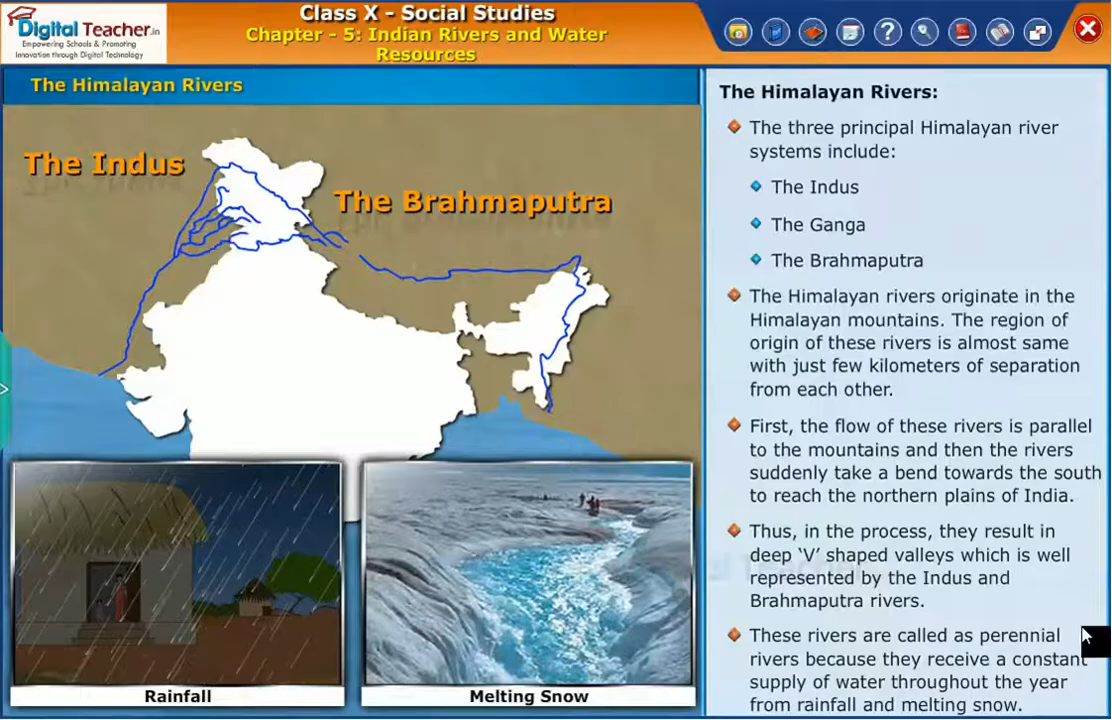 Digital Teacher.in
Empowering Schools & Promoting
Innovation through Digital Technology
Class X - Social Studies
Chapter - 5: Indian Rivers and Water
Resources
The Himalayan Rivers
The Indus
The Brahmaputra
Rainfall
Melting Snow
The Himalayan Rivers:
The three principal Himalayan river
systems include:
The Indus
The Ganga
The Brahmaputra
The Himalayan rivers originate in the
Himalayan mountains. The region of
origin of these rivers is almost same
with just few kilometers of separation
from each other.
First, the flow of these rivers is parallel
to the mountains and then the rivers
suddenly take a bend towards the south
to reach the northern plains of India.
Thus, in the process, they result in
deep ‘V’ shaped valleys which is well
represented by the Indus and
Brahmaputra rivers.
These rivers are called as perennial
rivers because they receive a constant
supply of water throughout the year
from rainfall and melting snow.